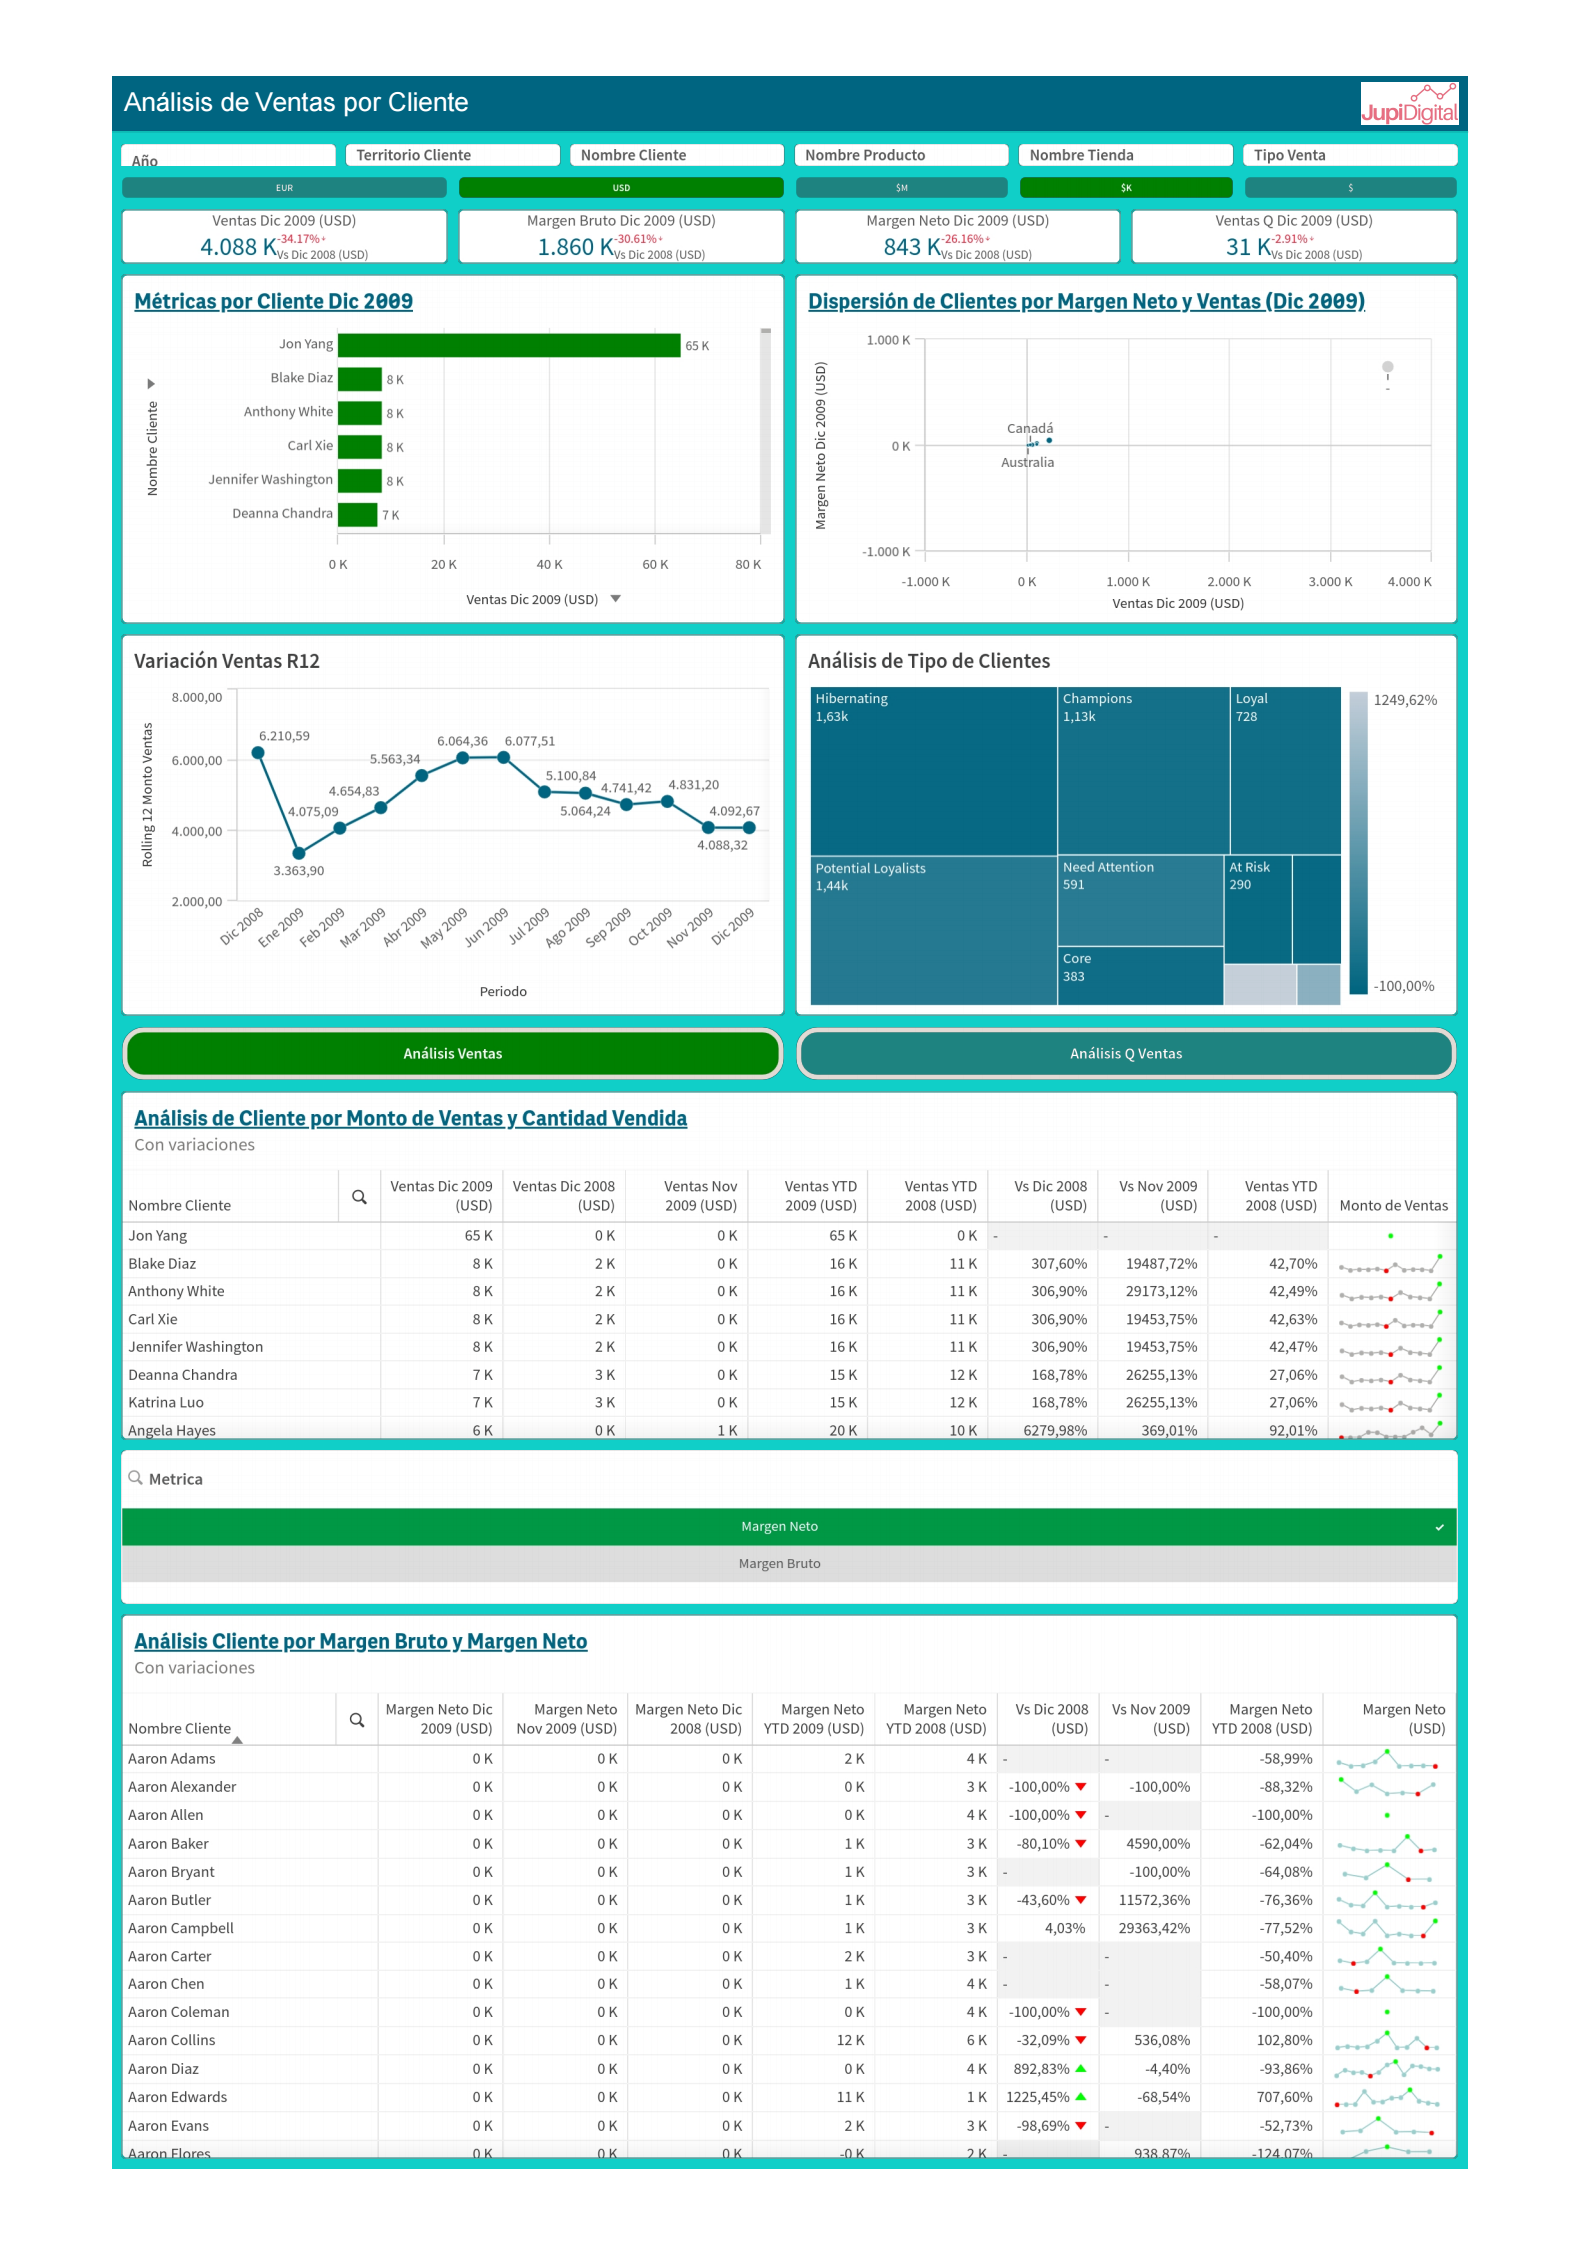 Análisis de Ventas por Cliente
JupiDigital
Año
Territorio Cliente
Nombre Cliente
Nombre Producto
Nombre Tienda
Tipo Venta
EUR
USD
$M
$K
$
Ventas Dic 2009 (USD)
4.088 K
-34.17%
Vs Dic 2008 (USD)
Margen Bruto Dic 2009 (USD)
1.860 K
-30.61%
Vs Dic 2008 (USD)
Margen Neto Dic 2009 (USD)
843 K
-26.16%
Vs Dic 2008 (USD)
Ventas Q Dic 2009 (USD)
31 K
-2.91%
Vs Dic 2008 (USD)
Métricas por Cliente Dic 2009
Nombre Cliente
Jon Yang 65 K
Blake Diaz 8 K
Anthony White 8 K
Carl Xie 8 K
Jennifer Washington 8 K
Deanna Chandra 7 K
0 K 20 K 40 K 60 K 80 K
Ventas Dic 2009 (USD)
Dispersión de Clientes por Margen Neto y Ventas (Dic 2009)
Margen Neto Dic 2009 (USD)
1.000 K
0 K
-1.000 K
Canadá
Australia
-
-1.000 K 0 K 1.000 K 2.000 K 3.000 K 4.000 K
Ventas Dic 2009 (USD)
Variación Ventas R12
Rolling 12 Monto Ventas
8.000,00
6.000,00
4.000,00
2.000,00
6.210,59
3.363,90
4.075,09
4.654,83
5.563,34
6.064,36
6.077,51
5.100,84
5.064,24
4.741,42
4.831,20
4.088,32
4.092,67
Dic 2008 Ene 2009 Feb 2009 Mar 2009 Abr 2009 May 2009 Jun 2009 Jul 2009 Ago 2009 Sep 2009 Oct 2009 Nov 2009 Dic 2009
Periodo
Análisis de Tipo de Clientes
Hibernating
1,63k
Champions
1,13k
Loyal
728
Potential Loyalists
1,44k
Need Attention
591
At Risk
290
Core
383
1249,62%
-100,00%
Análisis Ventas
Análisis Q Ventas
Análisis de Cliente por Monto de Ventas y Cantidad Vendida
Con variaciones
Nombre Cliente Ventas Dic 2009 (USD) Ventas Dic 2008 (USD) Ventas Nov 2009 (USD) Ventas YTD 2009 (USD) Ventas YTD 2008 (USD) Vs Dic 2008 (USD) Vs Nov 2009 (USD) Ventas YTD 2008 (USD) Monto de Ventas
Jon Yang 65 K 0 K 0 K 65 K 0 K - - -
Blake Diaz 8 K 2 K 0 K 16 K 11 K 307,60% 19487,72% 42,70%
Anthony White 8 K 2 K 0 K 16 K 11 K 306,90% 29173,12% 42,49%
Carl Xie 8 K 2 K 0 K 16 K 11 K 306,90% 19453,75% 42,63%
Jennifer Washington 8 K 2 K 0 K 16 K 11 K 306,90% 19453,75% 42,47%
Deanna Chandra 7 K 3 K 0 K 15 K 12 K 168,78% 26255,13% 27,06%
Katrina Luo 7 K 3 K 0 K 15 K 12 K 168,78% 26255,13% 27,06%
Angela Hayes 6 K 0 K 1 K 20 K 10 K 6279,98% 369,01% 92,01%
Metrica
Margen Neto
Margen Bruto
Análisis Cliente por Margen Bruto y Margen Neto
Con variaciones
Nombre Cliente Margen Neto Dic 2009 (USD) Margen Neto Nov 2009 (USD) Margen Neto Dic 2008 (USD) Margen Neto YTD 2009 (USD) Margen Neto YTD 2008 (USD) Vs Dic 2008 (USD) Vs Nov 2009 (USD) Margen Neto YTD 2008 (USD) Margen Neto (USD)
Aaron Adams 0 K 0 K 0 K 2 K 4 K - - -58,99%
Aaron Alexander 0 K 0 K 0 K 0 K 3 K -100,00% -100,00% -88,32%
Aaron Allen 0 K 0 K 0 K 0 K 4 K -100,00% - -100,00%
Aaron Baker 0 K 0 K 0 K 1 K 3 K -80,10% 4590,00% -62,04%
Aaron Bryant 0 K 0 K 0 K 1 K 3 K - -100,00% -64,08%
Aaron Butler 0 K 0 K 0 K 1 K 3 K -43,60% 11572,36% -76,36%
Aaron Campbell 0 K 0 K 0 K 1 K 3 K 4,03% 29363,42% -77,52%
Aaron Carter 0 K 0 K 0 K 2 K 3 K - - -50,40%
Aaron Chen 0 K 0 K 0 K 1 K 4 K - - -58,07%
Aaron Coleman 0 K 0 K 0 K 0 K 4 K -100,00% - -100,00%
Aaron Collins 0 K 0 K 0 K 12 K 6 K -32,09% 536,08% 102,80%
Aaron Diaz 0 K 0 K 0 K 0 K 4 K 892,83% -4,40% -93,86%
Aaron Edwards 0 K 0 K 0 K 11 K 1 K 1225,45% -68,54% 707,60%
Aaron Evans 0 K 0 K 0 K 2 K 3 K -98,69% - -52,73%
Aaron Flores 0 K 0 K 0 K -0 K 2 K - 938,87% -124,07%